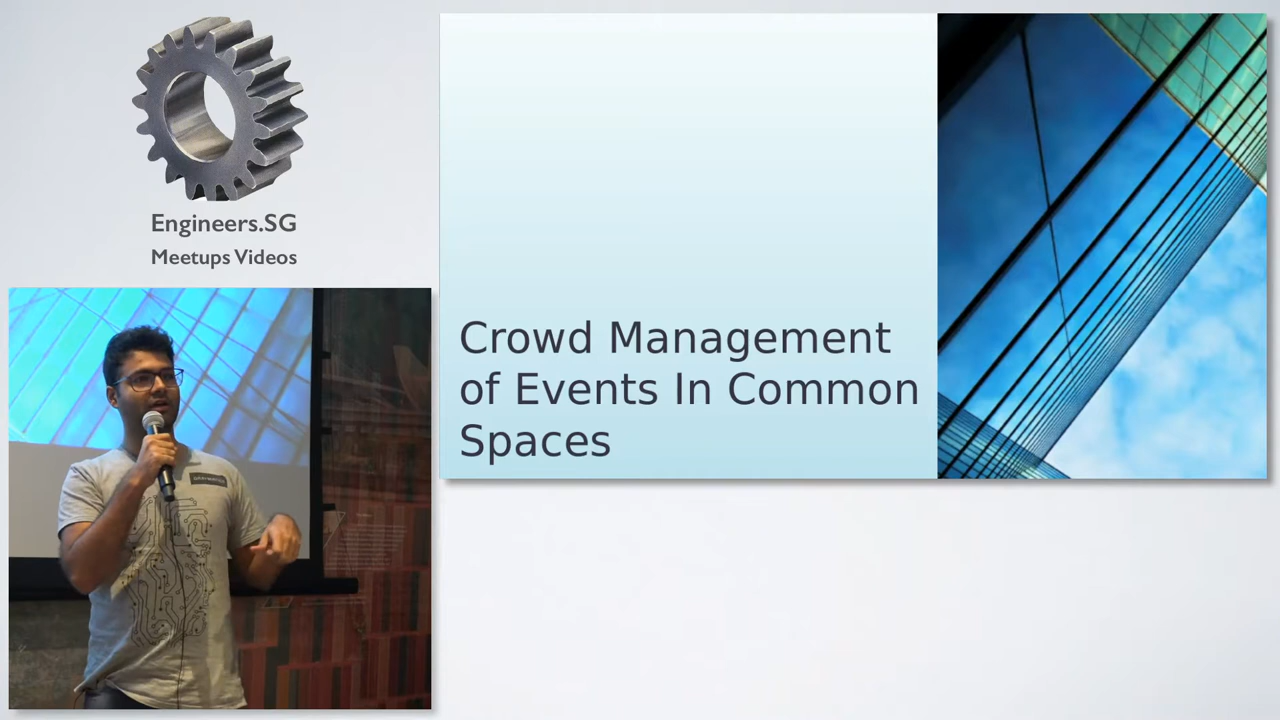 Engineers.SG
Meetups Videos
Crowd Management
of Events In Common
Spaces